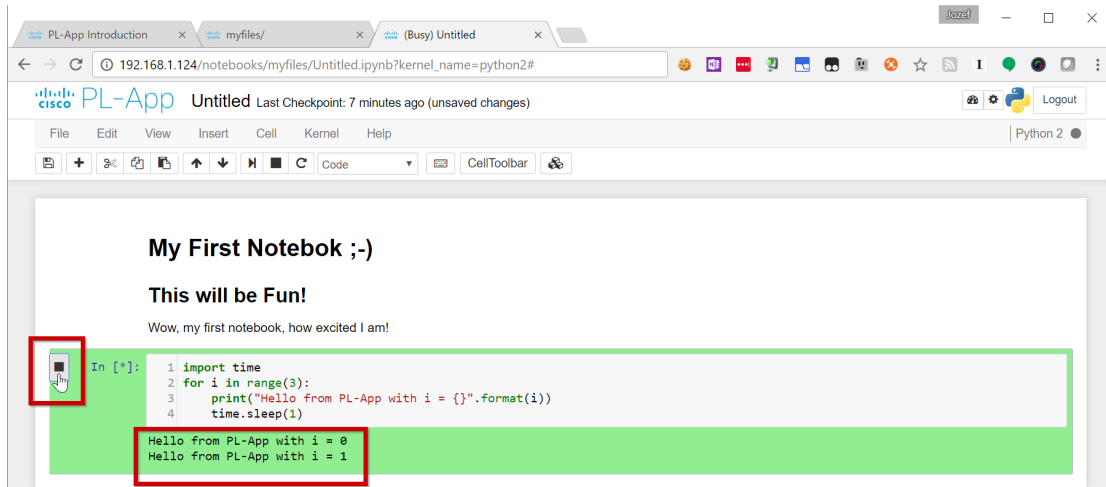 Jozef
PL-App Introduction
myfiles/
(Busy) Untitled
192.168.1.124/notebooks/myfiles/Untitled.ipynb?kernel_name=python2#
cisco PL-App Untitled Last Checkpoint: 7 minutes ago (unsaved changes)
Logout
File Edit View Insert Cell Kernel Help
Python 2
Code
CellToolbar
My First Notebok ;-)
This will be Fun!
Wow, my first notebook, how excited I am!
In [*]:
1 import time
2 for i in range(3):
3     print("Hello from PL-App with i = {}".format(i))
4     time.sleep(1)
Hello from PL-App with i = 0
Hello from PL-App with i = 1